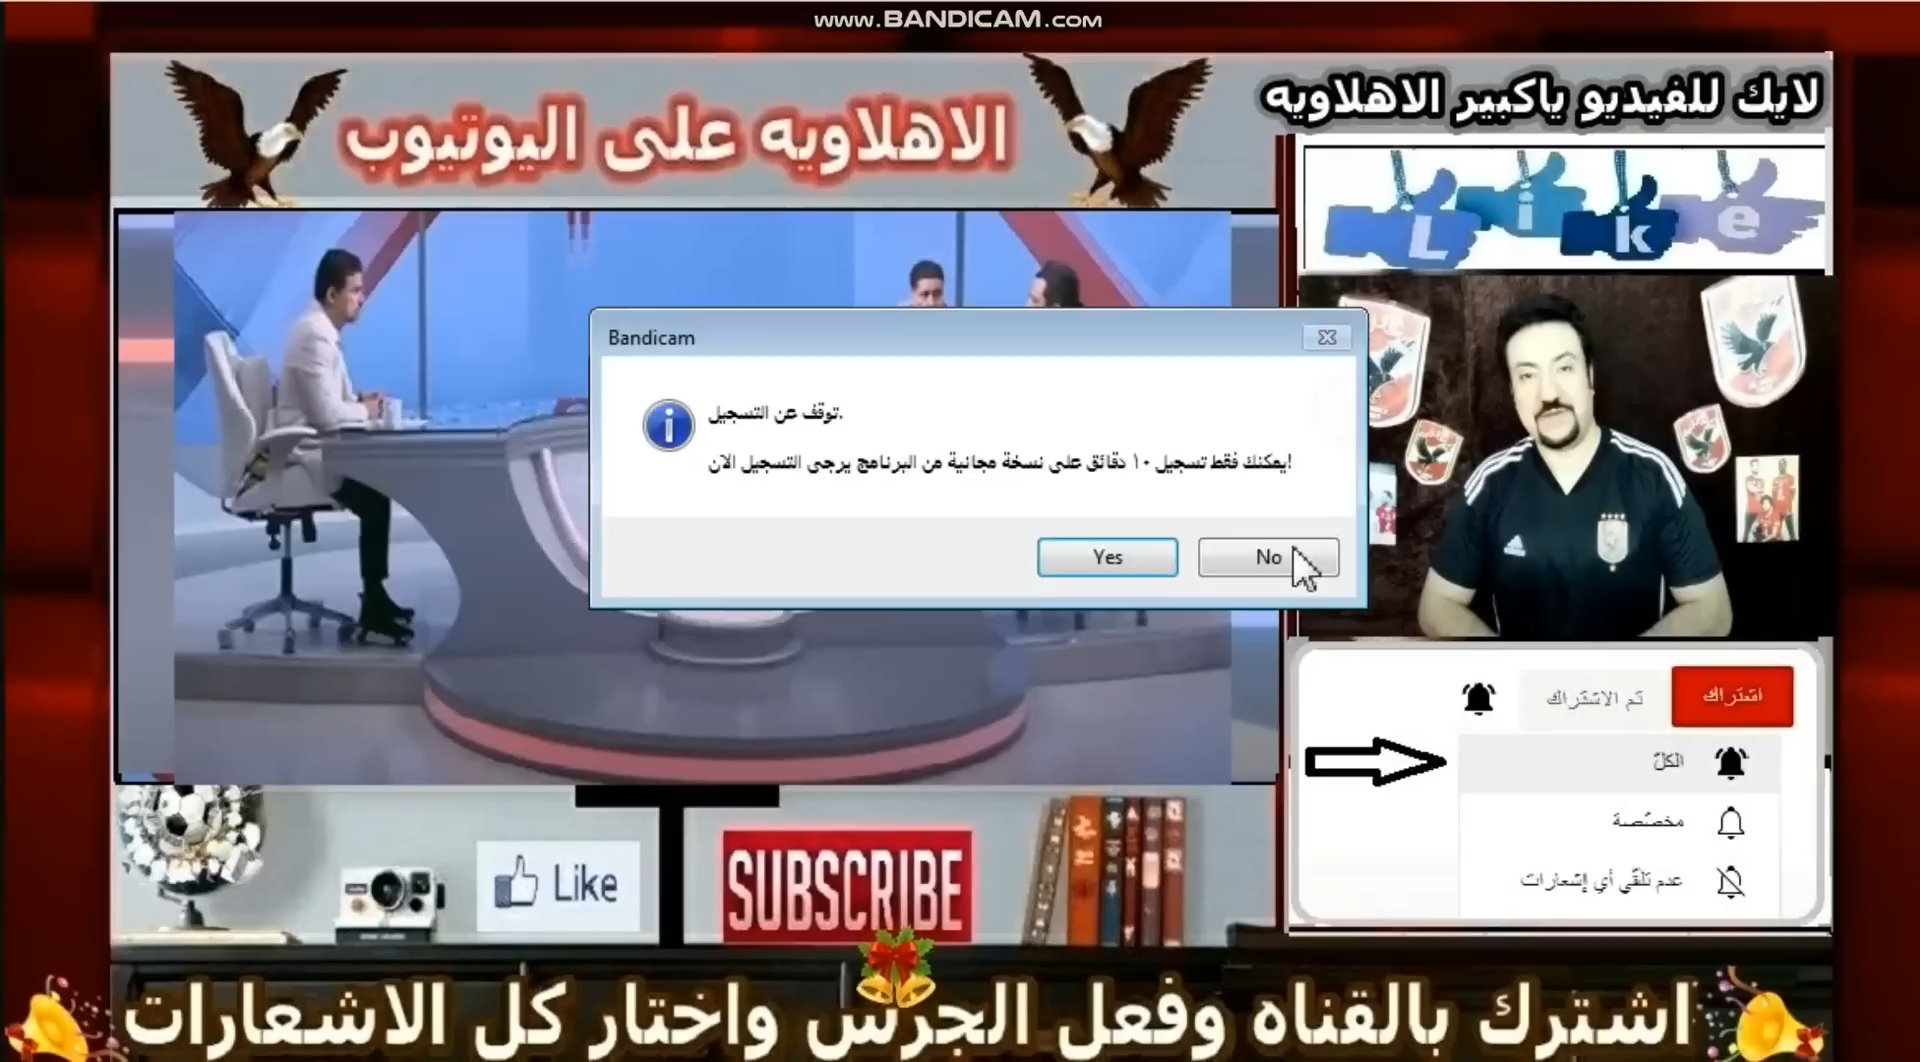 www.BANDICAM.com
الاهلاويه على اليوتيوب
لايك للفيديو ياكبير الاهلاويه
Like
Bandicam
توقف عن التسجيل.
يمكنك فقط تسجيل ١٠ دقائق على نسخة مجانية من البرنامج يرجى التسجيل الآن!
Yes
No
اشتراك
تم الاشتراك
الكل
مخصّصة
عدم تلقّي أي إشعارات
Like
SUBSCRIBE
اشترك بالقناه وفعل الجرس واختار كل الاشعارات